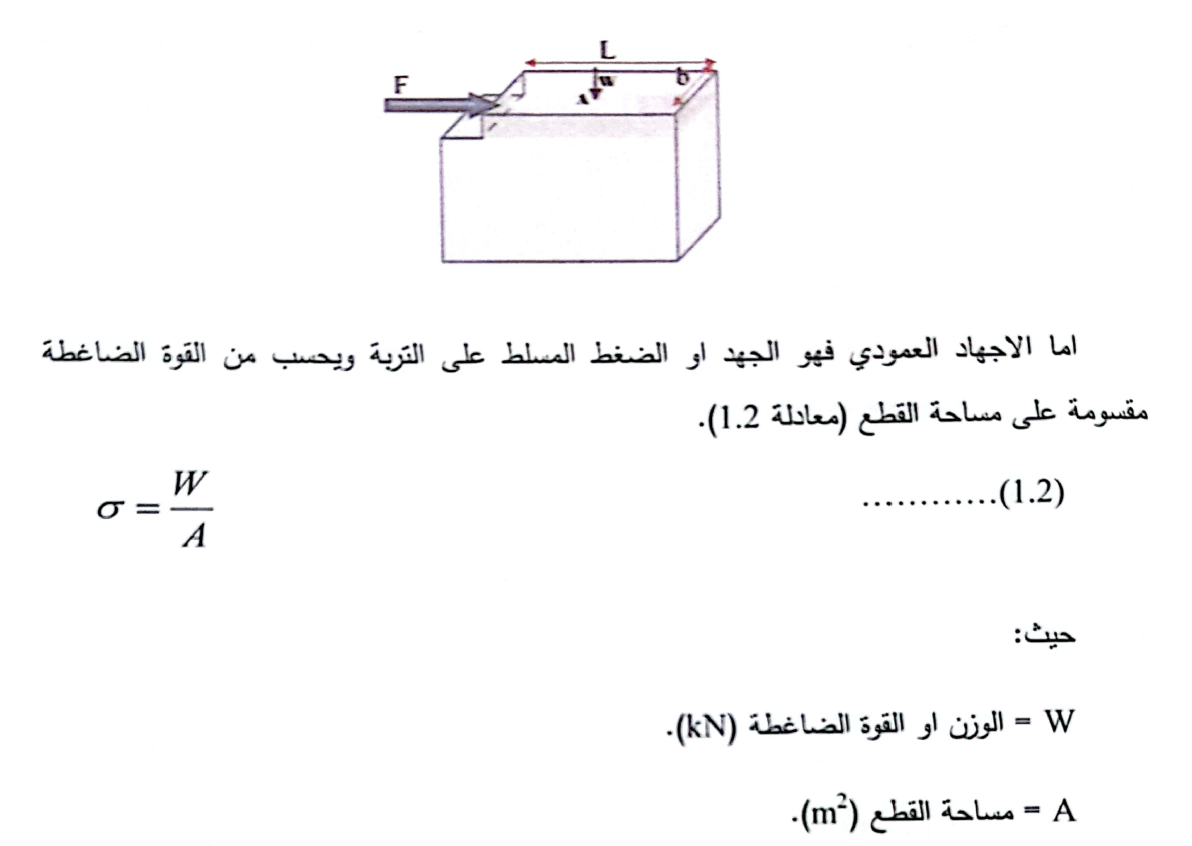 L
F
W
b
A
اما الاجهاد العمودي فهو الجهد او الضغط المسلط على التربة ويحسب من القوة الضاغطة
مقسومة على مساحة القطع (معادلة 1.2).
σ = W/A ............(1.2)
حيث:
W = الوزن او القوة الضاغطة (kN).
A = مساحة القطع (m²).